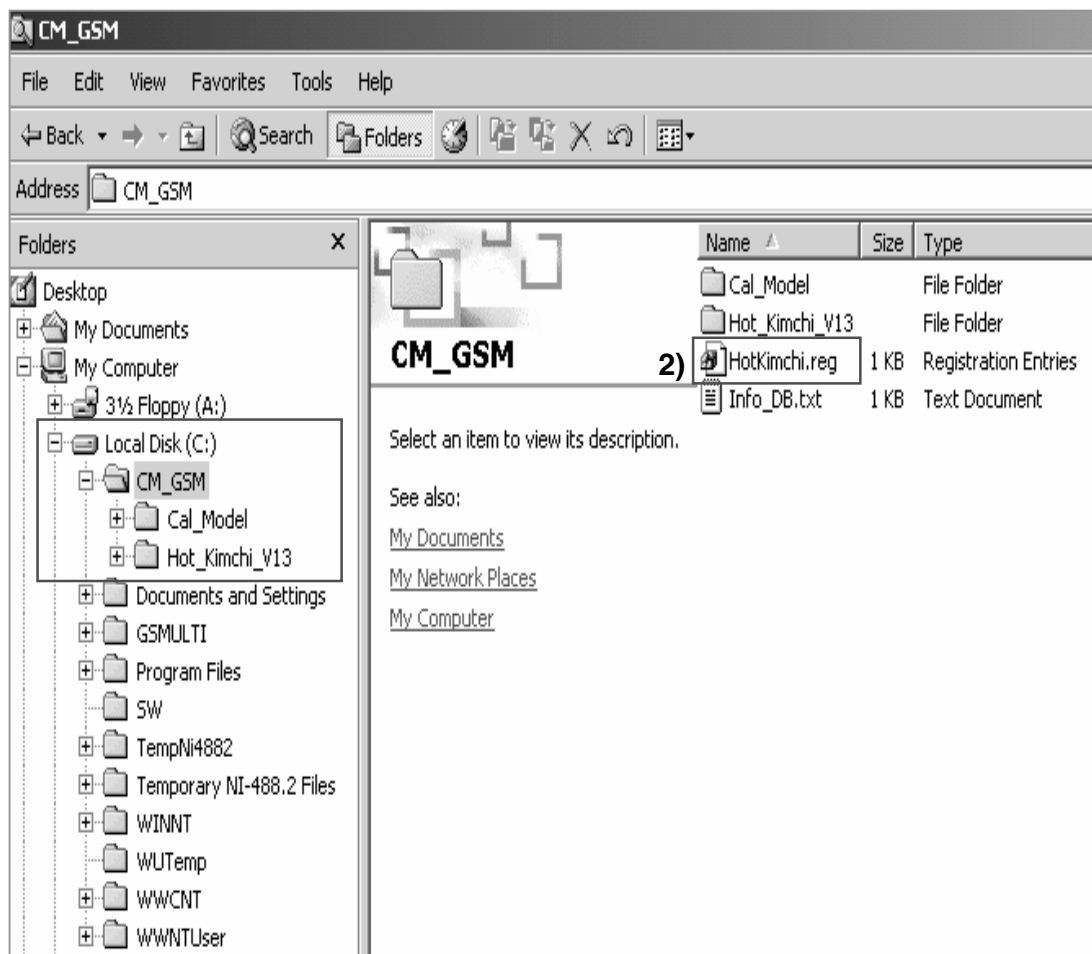 CM_GSM
File Edit View Favorites Tools Help
Back Search Folders
Address CM_GSM
Folders X
Desktop
My Documents
My Computer
3½ Floppy (A:)
Local Disk (C:)
CM_GSM
Cal_Model
Hot_Kimchi_V13
Documents and Settings
GSMULTI
Program Files
SW
TempNi4882
Temporary NI-488.2 Files
WINNT
WUTemp
WWCNT
WWNTUser
CM_GSM
Select an item to view its description.
See also:
My Documents
My Network Places
My Computer
Name Size Type
Cal_Model File Folder
Hot_Kimchi_V13 File Folder
2) HotKimchi.reg 1 KB Registration Entries
Info_DB.txt 1 KB Text Document